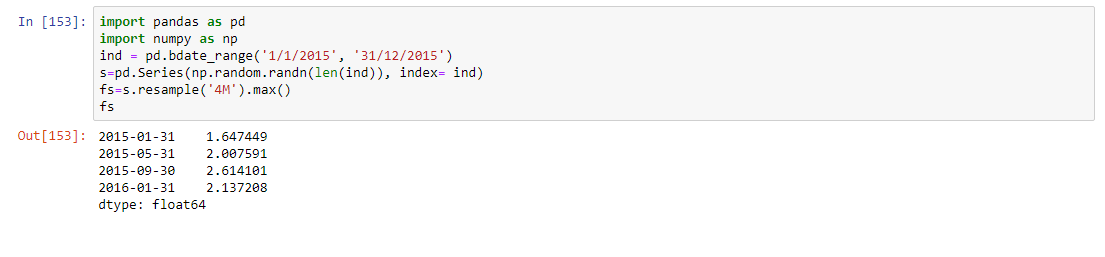 In [153]: import pandas as pd
import numpy as np
ind = pd.bdate_range('1/1/2015', '31/12/2015')
s=pd.Series(np.random.randn(len(ind)), index= ind)
fs=s.resample('4M').max()
fs
Out[153]: 2015-01-31    1.647449
2015-05-31    2.007591
2015-09-30    2.614101
2016-01-31    2.137208
dtype: float64